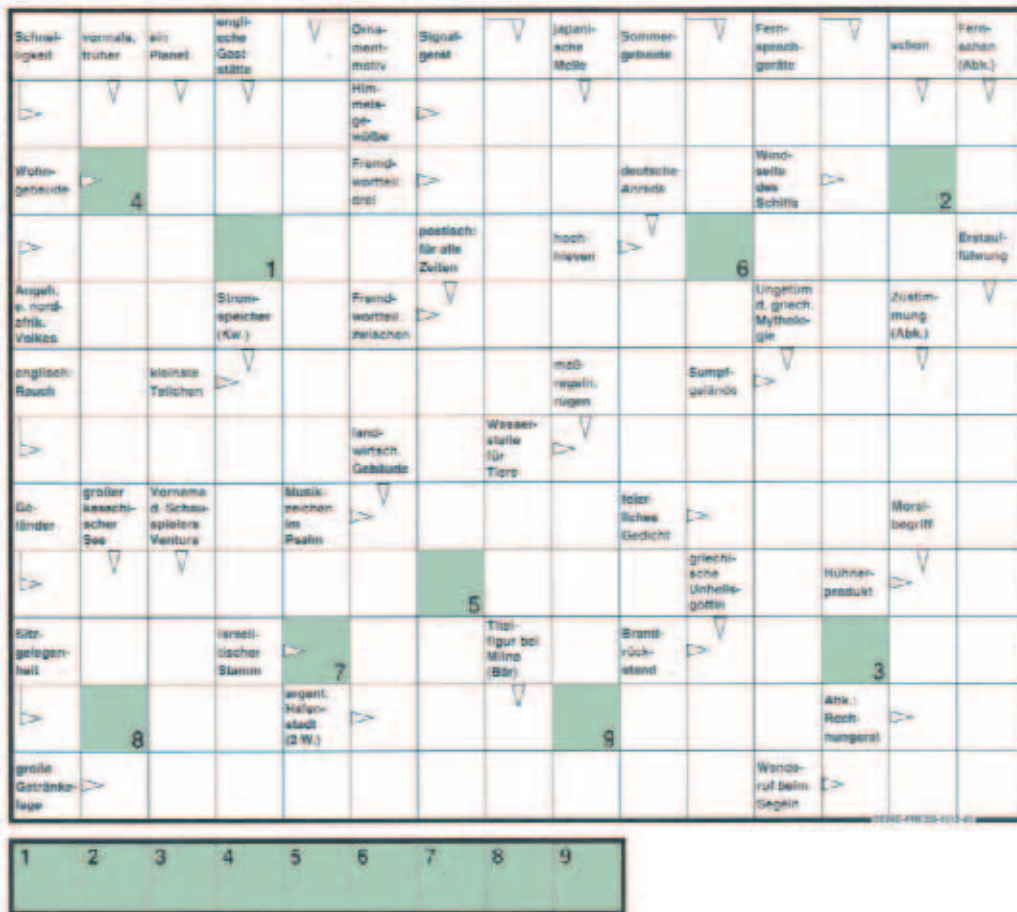 Schnel-
ligkeit
vormals,
früher
ein
Planet
engli-
sche
Gast-
stätte
Orna-
ment-
motiv
Signal-
gerät
japani-
sche
Meile
Sommer-
gebäude
Fern-
sprech-
geräte
schon
Fern-
sehen
(Abk.)
Him-
mels-
ge-
wölbe
Wohn-
gebäude
4
Fremd-
wortteil:
drei
deutsche
Anrede
Wind-
seite
des
Schiffs
2
1
poetisch:
für alle
Zeiten
hoch-
hieven
6
Erstauf-
führung
Angeh.
e. nord-
afrik.
Volkes
Strom-
speicher
(Kw.)
Fremd-
wortteil:
zwischen
Ungetüm
d. griech.
Mytholo-
gie
Zustim-
mung
(Abk.)
englisch:
Rauch
kleinste
Teilchen
maß-
regeln,
rügen
Sumpf-
gelände
land-
wirtsch.
Gebäude
Wasser-
stelle
für
Tiere
Ge-
länder
großer
kasachi-
scher
See
Vorname
d. Schau-
spielers
Ventura
Musik-
zeichen
im
Psalm
feier-
liches
Gedicht
Moral-
begriff
5
griechi-
sche
Unheils-
göttin
Hühner-
produkt
Sitz-
gelegen-
heit
israeli-
tischer
Stamm
7
Titel-
figur bei
Milne
(Bär)
Brand-
rück-
stand
3
8
argent.
Hafen-
stadt
(2 W.)
9
Abk.:
Rech-
nungsrat
große
Getränke-
lage
Wende-
ruf beim
Segeln
1 2 3 4 5 6 7 8 9